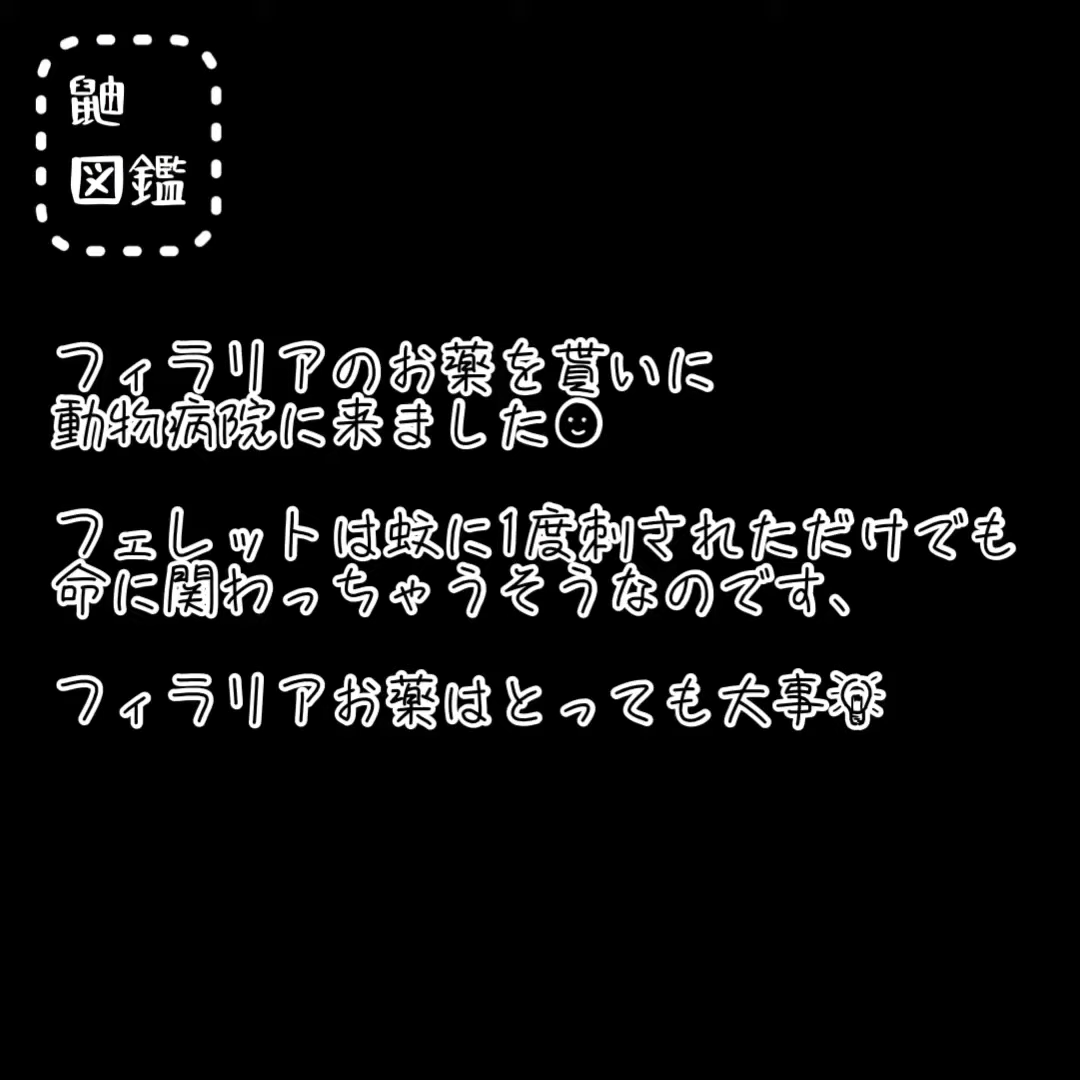 鼬
図鑑
フィラリアのお薬を貰いに
動物病院に来ました☺
フェレットは蚊に1度刺されただけでも
命に関わっちゃうそうなのです、
フィラリアお薬はとっても大事💡